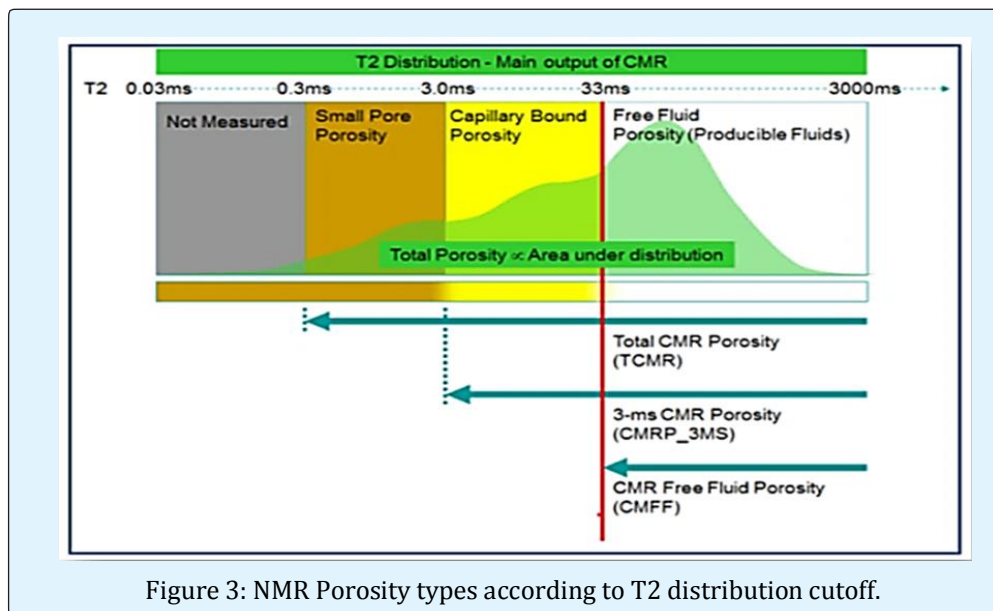 T2 Distribution - Main output of CMR
T2 0.03ms 0.3ms 3.0ms 33ms 3000ms
Not Measured
Small Pore
Porosity
Capillary Bound
Porosity
Free Fluid
Porosity (Producible Fluids)
Total Porosity ∝ Area under distribution
Total CMR Porosity
(TCMR)
3-ms CMR Porosity
(CMRP_3MS)
CMR Free Fluid Porosity
(CMFF)
Figure 3: NMR Porosity types according to T2 distribution cutoff.